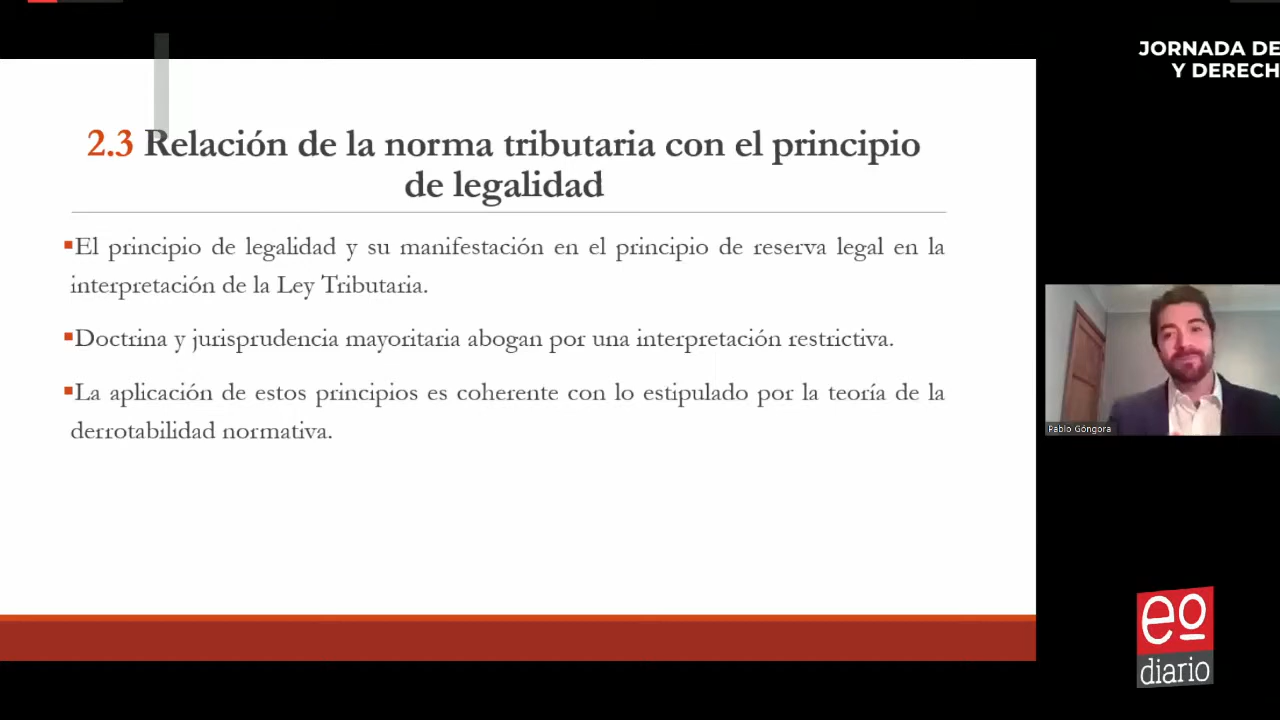 JORNADA DE
Y DERECH
2.3 Relación de la norma tributaria con el principio
de legalidad
▪El principio de legalidad y su manifestación en el principio de reserva legal en la
interpretación de la Ley Tributaria.
▪Doctrina y jurisprudencia mayoritaria abogan por una interpretación restrictiva.
▪La aplicación de estos principios es coherente con lo estipulado por la teoría de la
derrotabilidad normativa.
Pablo Góngora
eo
diario